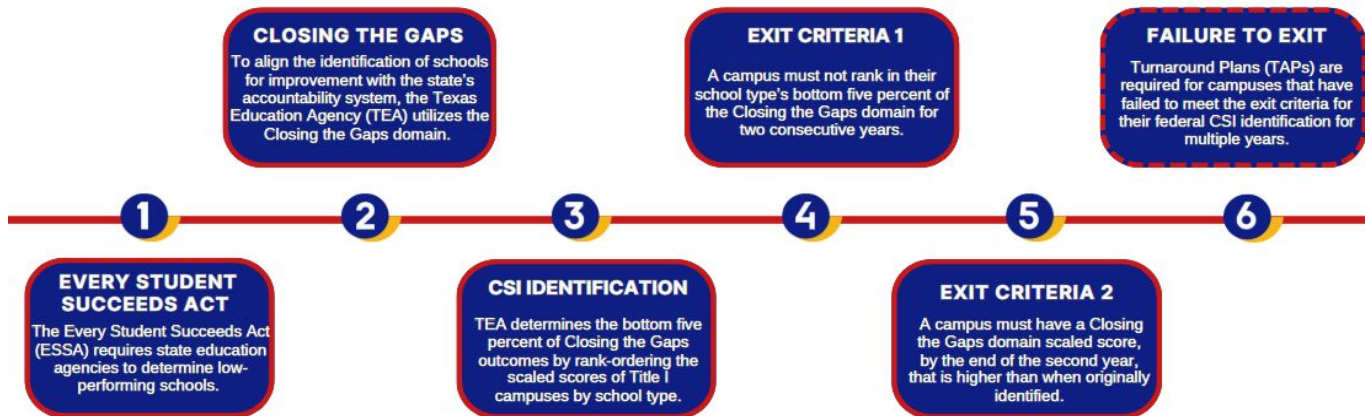 1
EVERY STUDENT
SUCCEEDS ACT
The Every Student Succeeds Act
(ESSA) requires state education
agencies to determine low-
performing schools.
2
CLOSING THE GAPS
To align the identification of schools
for improvement with the state's
accountability system, the Texas
Education Agency (TEA) utilizes the
Closing the Gaps domain.
3
CSI IDENTIFICATION
TEA determines the bottom five
percent of Closing the Gaps
outcomes by rank-ordering the
scaled scores of Title I
campuses by school type.
4
EXIT CRITERIA 1
A campus must not rank in their
school type's bottom five percent of
the Closing the Gaps domain for
two consecutive years.
5
EXIT CRITERIA 2
A campus must have a Closing
the Gaps domain scaled score,
by the end of the second year,
that is higher than when originally
identified.
6
FAILURE TO EXIT
Turnaround Plans (TAPs) are
required for campuses that have
failed to meet the exit criteria for
their federal CSI identification for
multiple years.